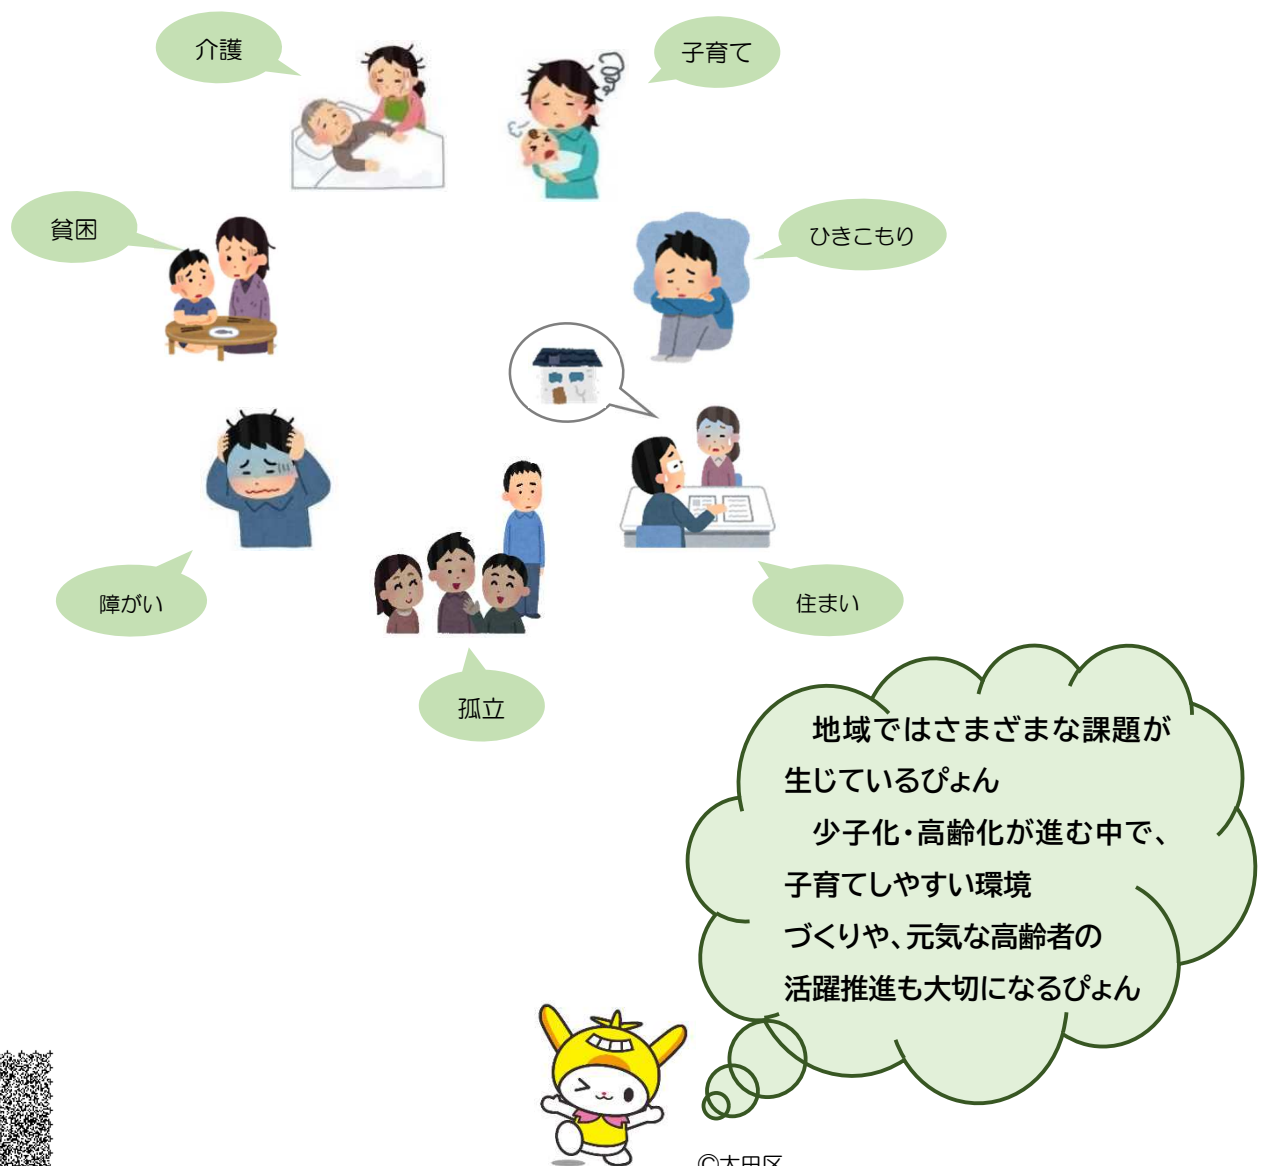 介護
子育て
貧困
ひきこもり
障がい
住まい
孤立
地域ではさまざまな課題が
生じているぴょん
少子化・高齢化が進む中で、
子育てしやすい環境
づくりや、元気な高齢者の
活躍推進も大切になるぴょん
©大田区